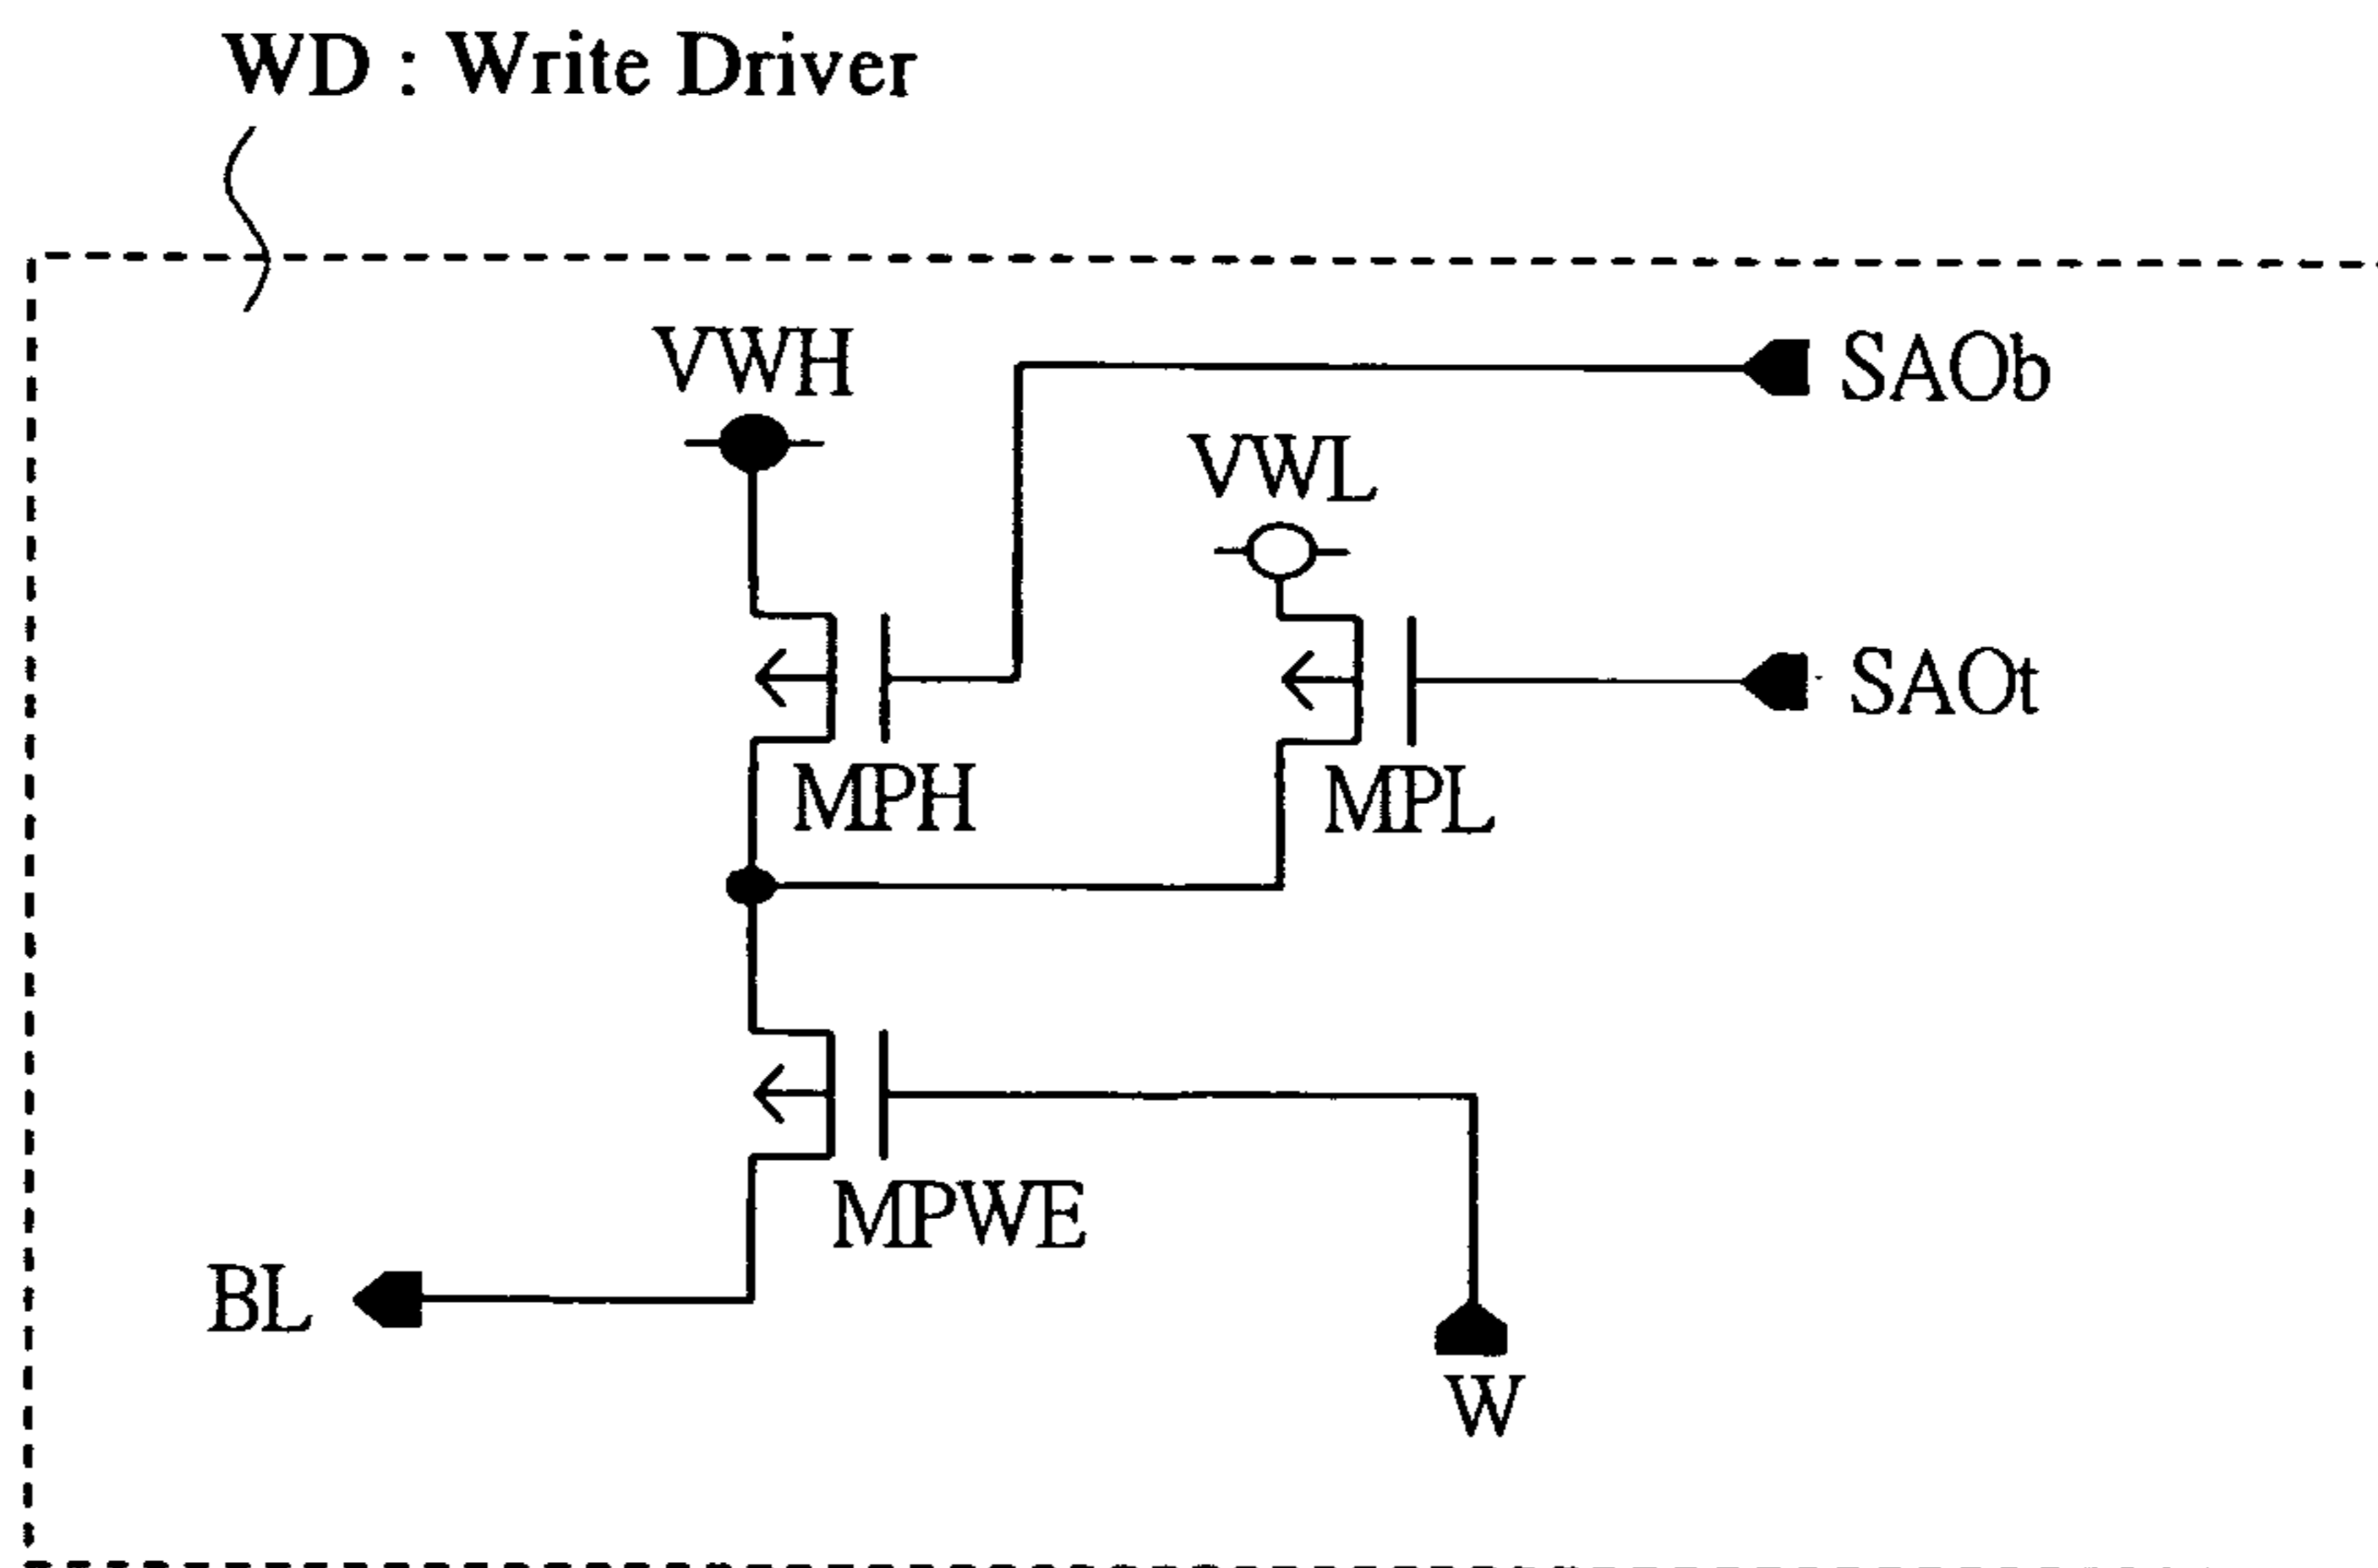 WD : Write Driver
VWH
SAOb
VWL
SAOt
MPH
MPL
MPWE
BL
W